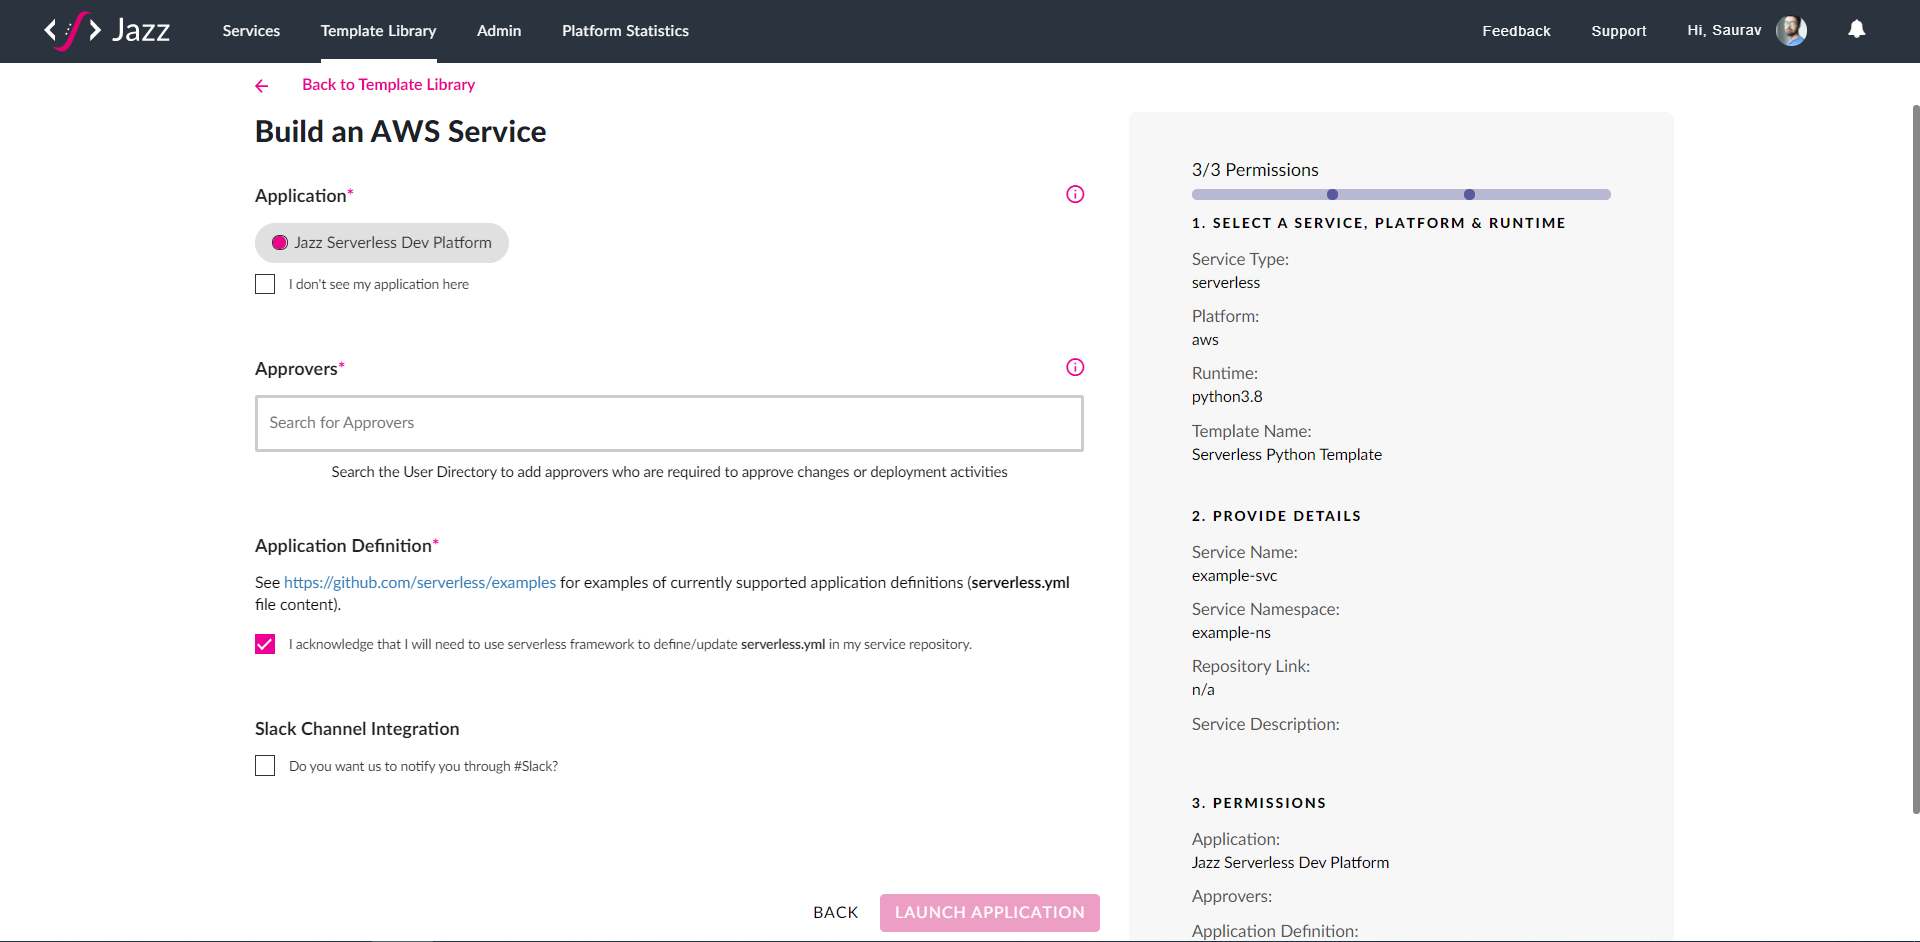 Jazz
Services
Template Library
Admin
Platform Statistics
Feedback
Support
Hi, Saurav
Back to Template Library
Build an AWS Service
Application*
Jazz Serverless Dev Platform
I don't see my application here
Approvers*
Search for Approvers
Search the User Directory to add approvers who are required to approve changes or deployment activities
Application Definition*
See https://github.com/serverless/examples for examples of currently supported application definitions (serverless.yml
file content).
I acknowledge that I will need to use serverless framework to define/update serverless.yml in my service repository.
Slack Channel Integration
Do you want us to notify you through #Slack?
BACK
LAUNCH APPLICATION
3/3 Permissions
1. SELECT A SERVICE, PLATFORM & RUNTIME
Service Type:
serverless
Platform:
aws
Runtime:
python3.8
Template Name:
Serverless Python Template
2. PROVIDE DETAILS
Service Name:
example-svc
Service Namespace:
example-ns
Repository Link:
n/a
Service Description:
3. PERMISSIONS
Application:
Jazz Serverless Dev Platform
Approvers:
Application Definition: